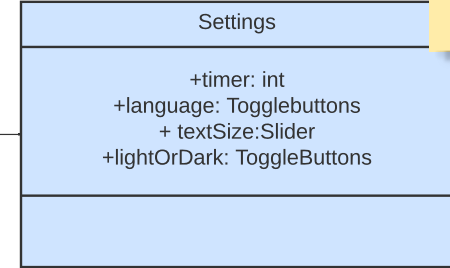 Settings
+timer: int
+language: Togglebuttons
+ textSize:Slider
+lightOrDark: ToggleButtons